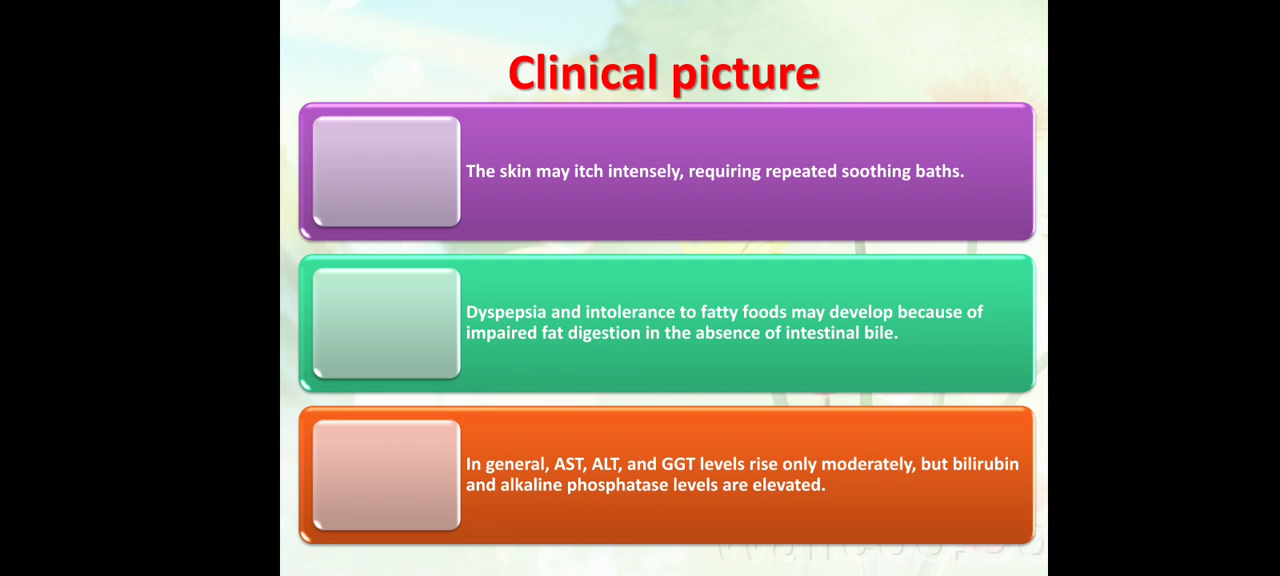 Clinical picture
The skin may itch intensely, requiring repeated soothing baths.
Dyspepsia and intolerance to fatty foods may develop because of
impaired fat digestion in the absence of intestinal bile.
In general, AST, ALT, and GGT levels rise only moderately, but bilirubin
and alkaline phosphatase levels are elevated.